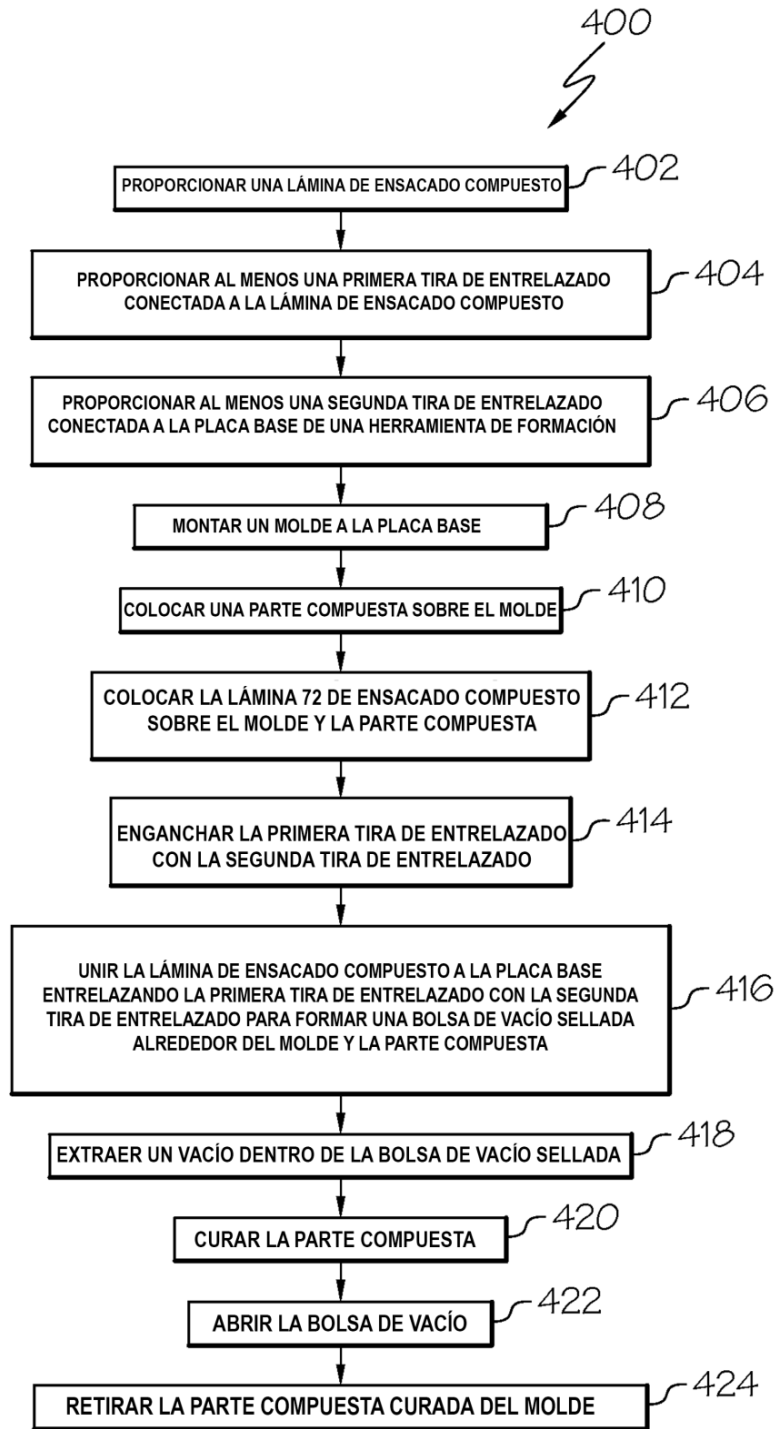 400
PROPORCIONAR UNA LÁMINA DE ENSACADO COMPUESTO
402
PROPORCIONAR AL MENOS UNA PRIMERA TIRA DE ENTRELAZADO
CONECTADA A LA LÁMINA DE ENSACADO COMPUESTO
404
PROPORCIONAR AL MENOS UNA SEGUNDA TIRA DE ENTRELAZADO
CONECTADA A LA PLACA BASE DE UNA HERRAMIENTA DE FORMACIÓN
406
MONTAR UN MOLDE A LA PLACA BASE
408
COLOCAR UNA PARTE COMPUESTA SOBRE EL MOLDE
410
COLOCAR LA LÁMINA 72 DE ENSACADO COMPUESTO
SOBRE EL MOLDE Y LA PARTE COMPUESTA
412
ENGANCHAR LA PRIMERA TIRA DE ENTRELAZADO
CON LA SEGUNDA TIRA DE ENTRELAZADO
414
UNIR LA LÁMINA DE ENSACADO COMPUESTO A LA PLACA BASE
ENTRELAZANDO LA PRIMERA TIRA DE ENTRELAZADO CON LA SEGUNDA
TIRA DE ENTRELAZADO PARA FORMAR UNA BOLSA DE VACÍO SELLADA
ALREDEDOR DEL MOLDE Y LA PARTE COMPUESTA
416
EXTRAER UN VACÍO DENTRO DE LA BOLSA DE VACÍO SELLADA
418
CURAR LA PARTE COMPUESTA
420
ABRIR LA BOLSA DE VACÍO
422
RETIRAR LA PARTE COMPUESTA CURADA DEL MOLDE
424